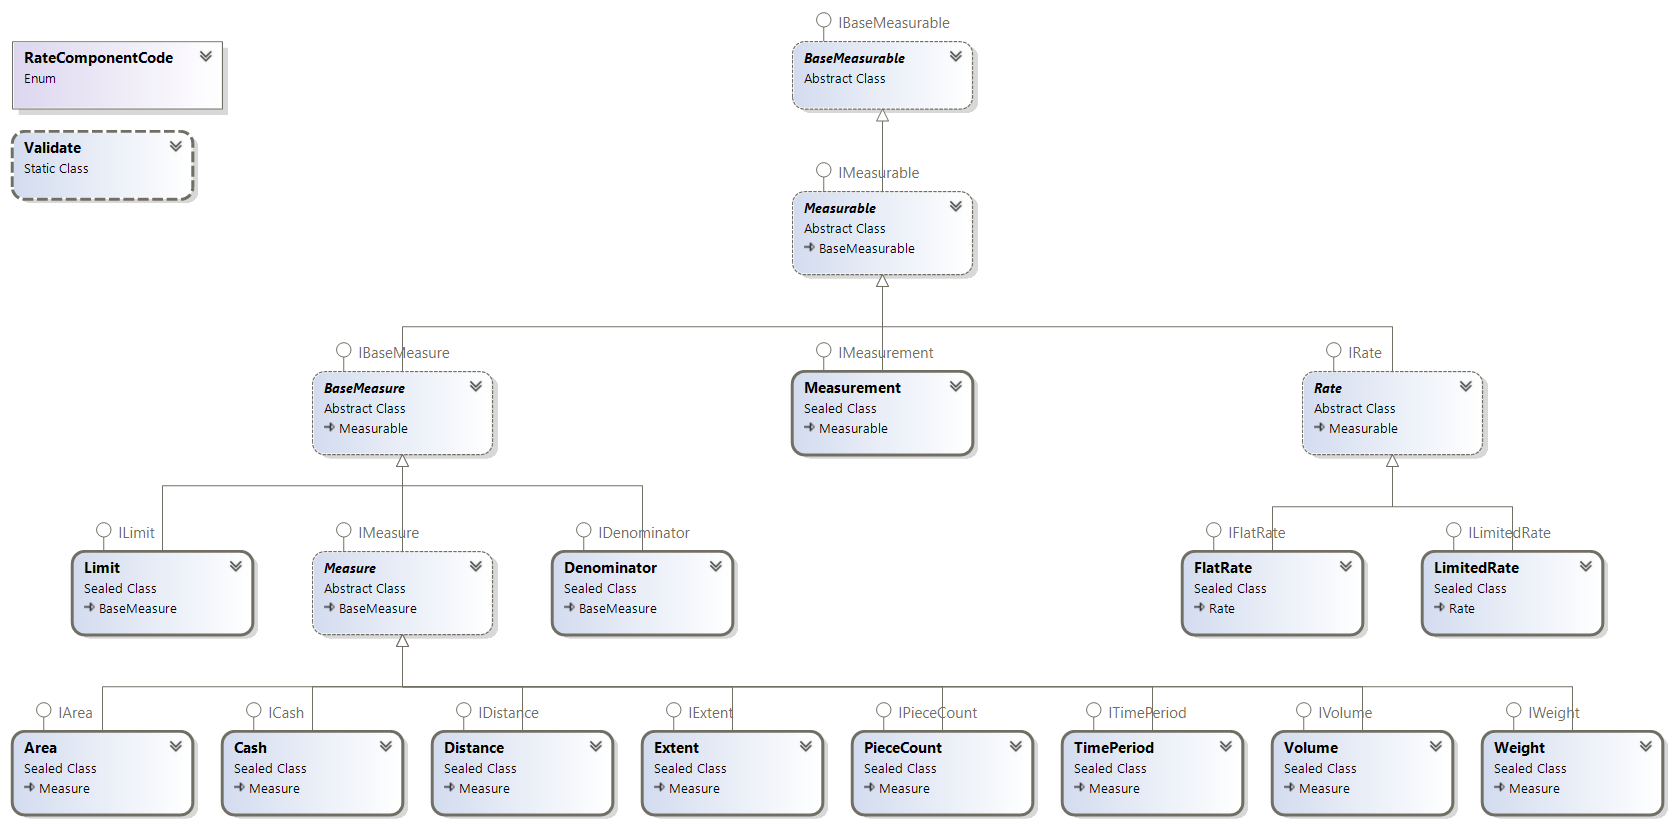 IBaseMeasurable
RateComponentCode
Enum
BaseMeasurable
Abstract Class
Validate
Static Class
IMeasurable
Measurable
Abstract Class
BaseMeasurable
IBaseMeasure
IMeasurement
IRate
BaseMeasure
Abstract Class
Measurable
Measurement
Sealed Class
Measurable
Rate
Abstract Class
Measurable
ILimit
IMeasure
IDenominator
IFlatRate
ILimitedRate
Limit
Sealed Class
BaseMeasure
Measure
Abstract Class
BaseMeasure
Denominator
Sealed Class
BaseMeasure
FlatRate
Sealed Class
Rate
LimitedRate
Sealed Class
Rate
IArea
ICash
IDistance
IExtent
IPieceCount
ITimePeriod
IVolume
IWeight
Area
Sealed Class
Measure
Cash
Sealed Class
Measure
Distance
Sealed Class
Measure
Extent
Sealed Class
Measure
PieceCount
Sealed Class
Measure
TimePeriod
Sealed Class
Measure
Volume
Sealed Class
Measure
Weight
Sealed Class
Measure